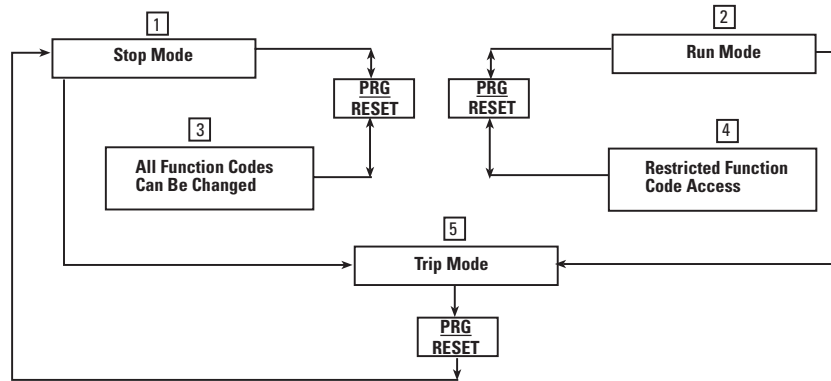 1
Stop Mode
2
Run Mode
PRG
RESET
PRG
RESET
3
All Function Codes
Can Be Changed
4
Restricted Function
Code Access
5
Trip Mode
PRG
RESET